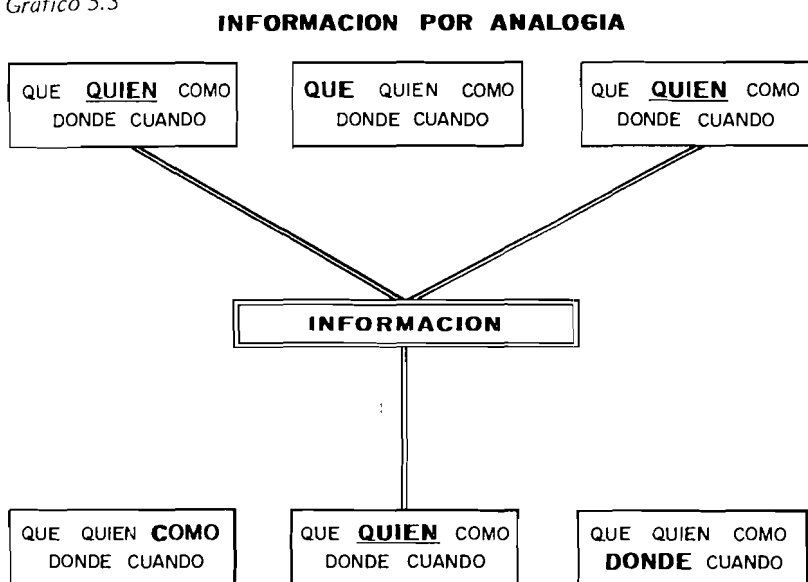 Gráfico 5.3
INFORMACION POR ANALOGIA
QUE QUIEN COMO
DONDE CUANDO
QUE QUIEN COMO
DONDE CUANDO
QUE QUIEN COMO
DONDE CUANDO
INFORMACION
QUE QUIEN COMO
DONDE CUANDO
QUE QUIEN COMO
DONDE CUANDO
QUE QUIEN COMO
DONDE CUANDO